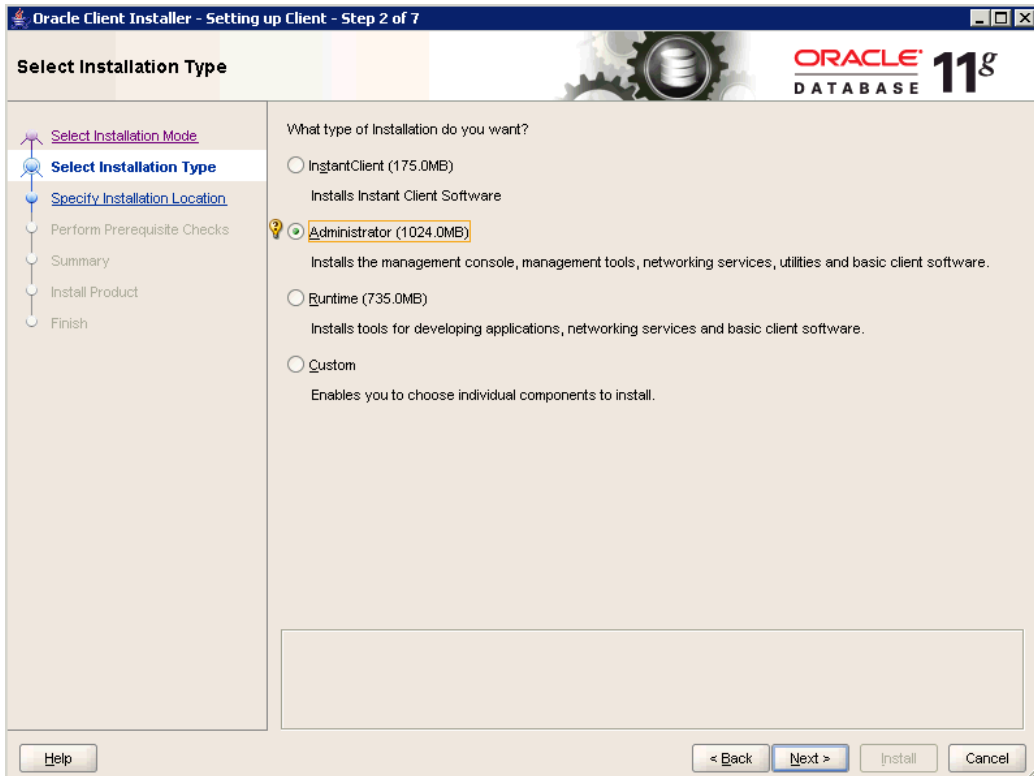 Oracle Client Installer - Setting up Client - Step 2 of 7
Select Installation Type
ORACLE
DATABASE
11g
Select Installation Mode
Select Installation Type
Specify Installation Location
Perform Prerequisite Checks
Summary
Install Product
Finish
What type of Installation do you want?
InstantClient (175.0MB)
Installs Instant Client Software
Administrator (1024.0MB)
Installs the management console, management tools, networking services, utilities and basic client software.
Runtime (735.0MB)
Installs tools for developing applications, networking services and basic client software.
Custom
Enables you to choose individual components to install.
Help
< Back
Next >
Install
Cancel